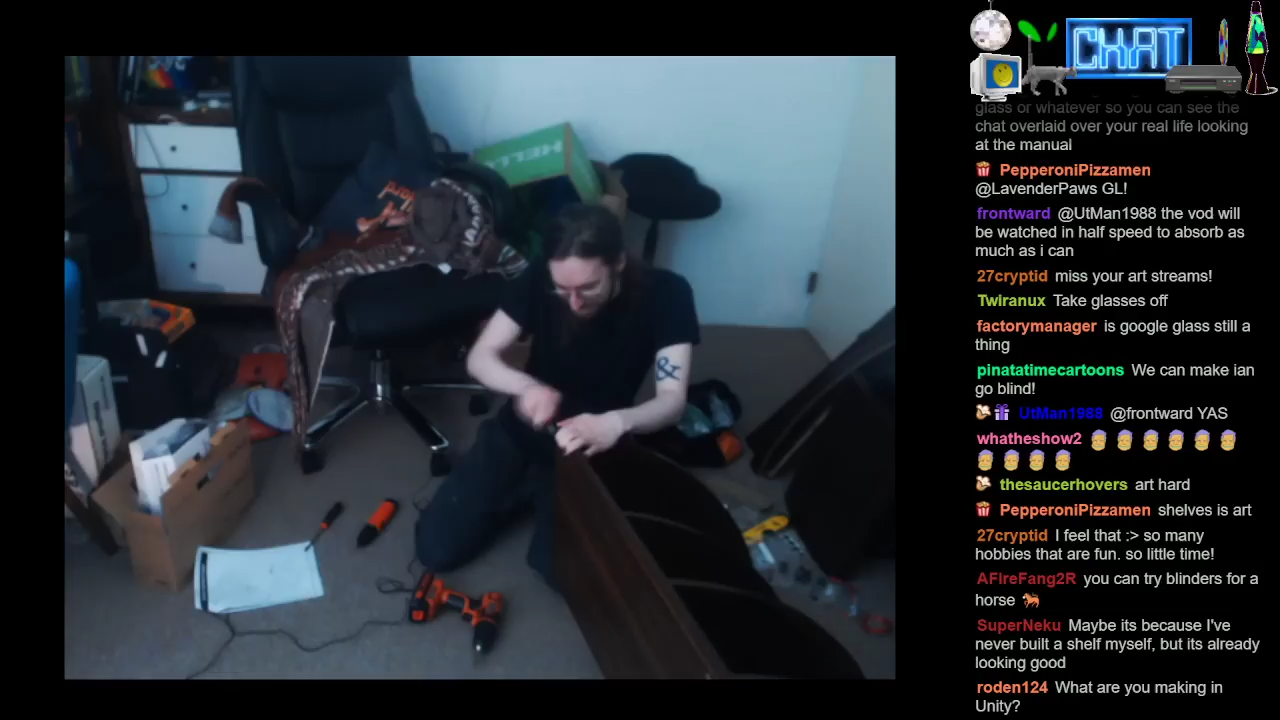 CHAT
glass or whatever so you can see the
chat overlaid over your real life looking
at the manual
PepperoniPizzamen
@LavenderPaws GL!
frontward @UtMan1988 the vod will
be watched in half speed to absorb as
much as i can
27cryptid miss your art streams!
Twiranux Take glasses off
factorymanager is google glass still a
thing
pinatatimecartoons We can make ian
go blind!
UtMan1988 @frontward YAS
whatheshow2
thesaucerhovers art hard
PepperoniPizzamen shelves is art
27cryptid I feel that :> so many
hobbies that are fun. so little time!
AFIreFang2R you can try blinders for a
horse
SuperNeku Maybe its because I've
never built a shelf myself, but its already
looking good
roden124 What are you making in
Unity?
HELLO
&